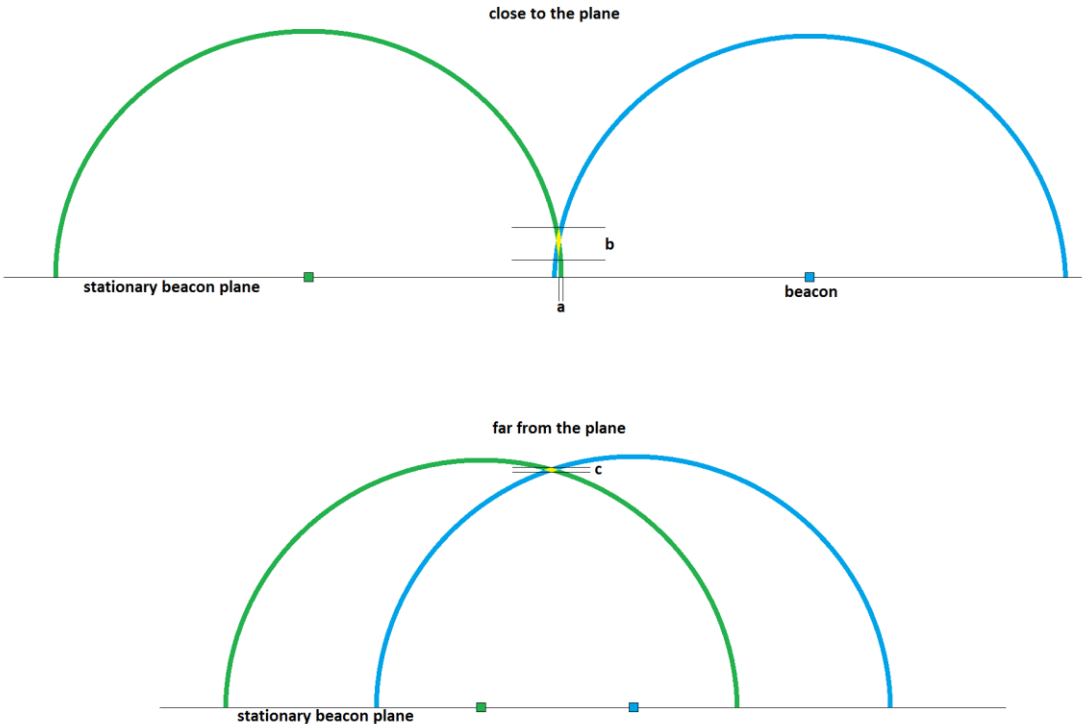 close to the plane
b
stationary beacon plane
beacon
a
far from the plane
c
stationary beacon plane